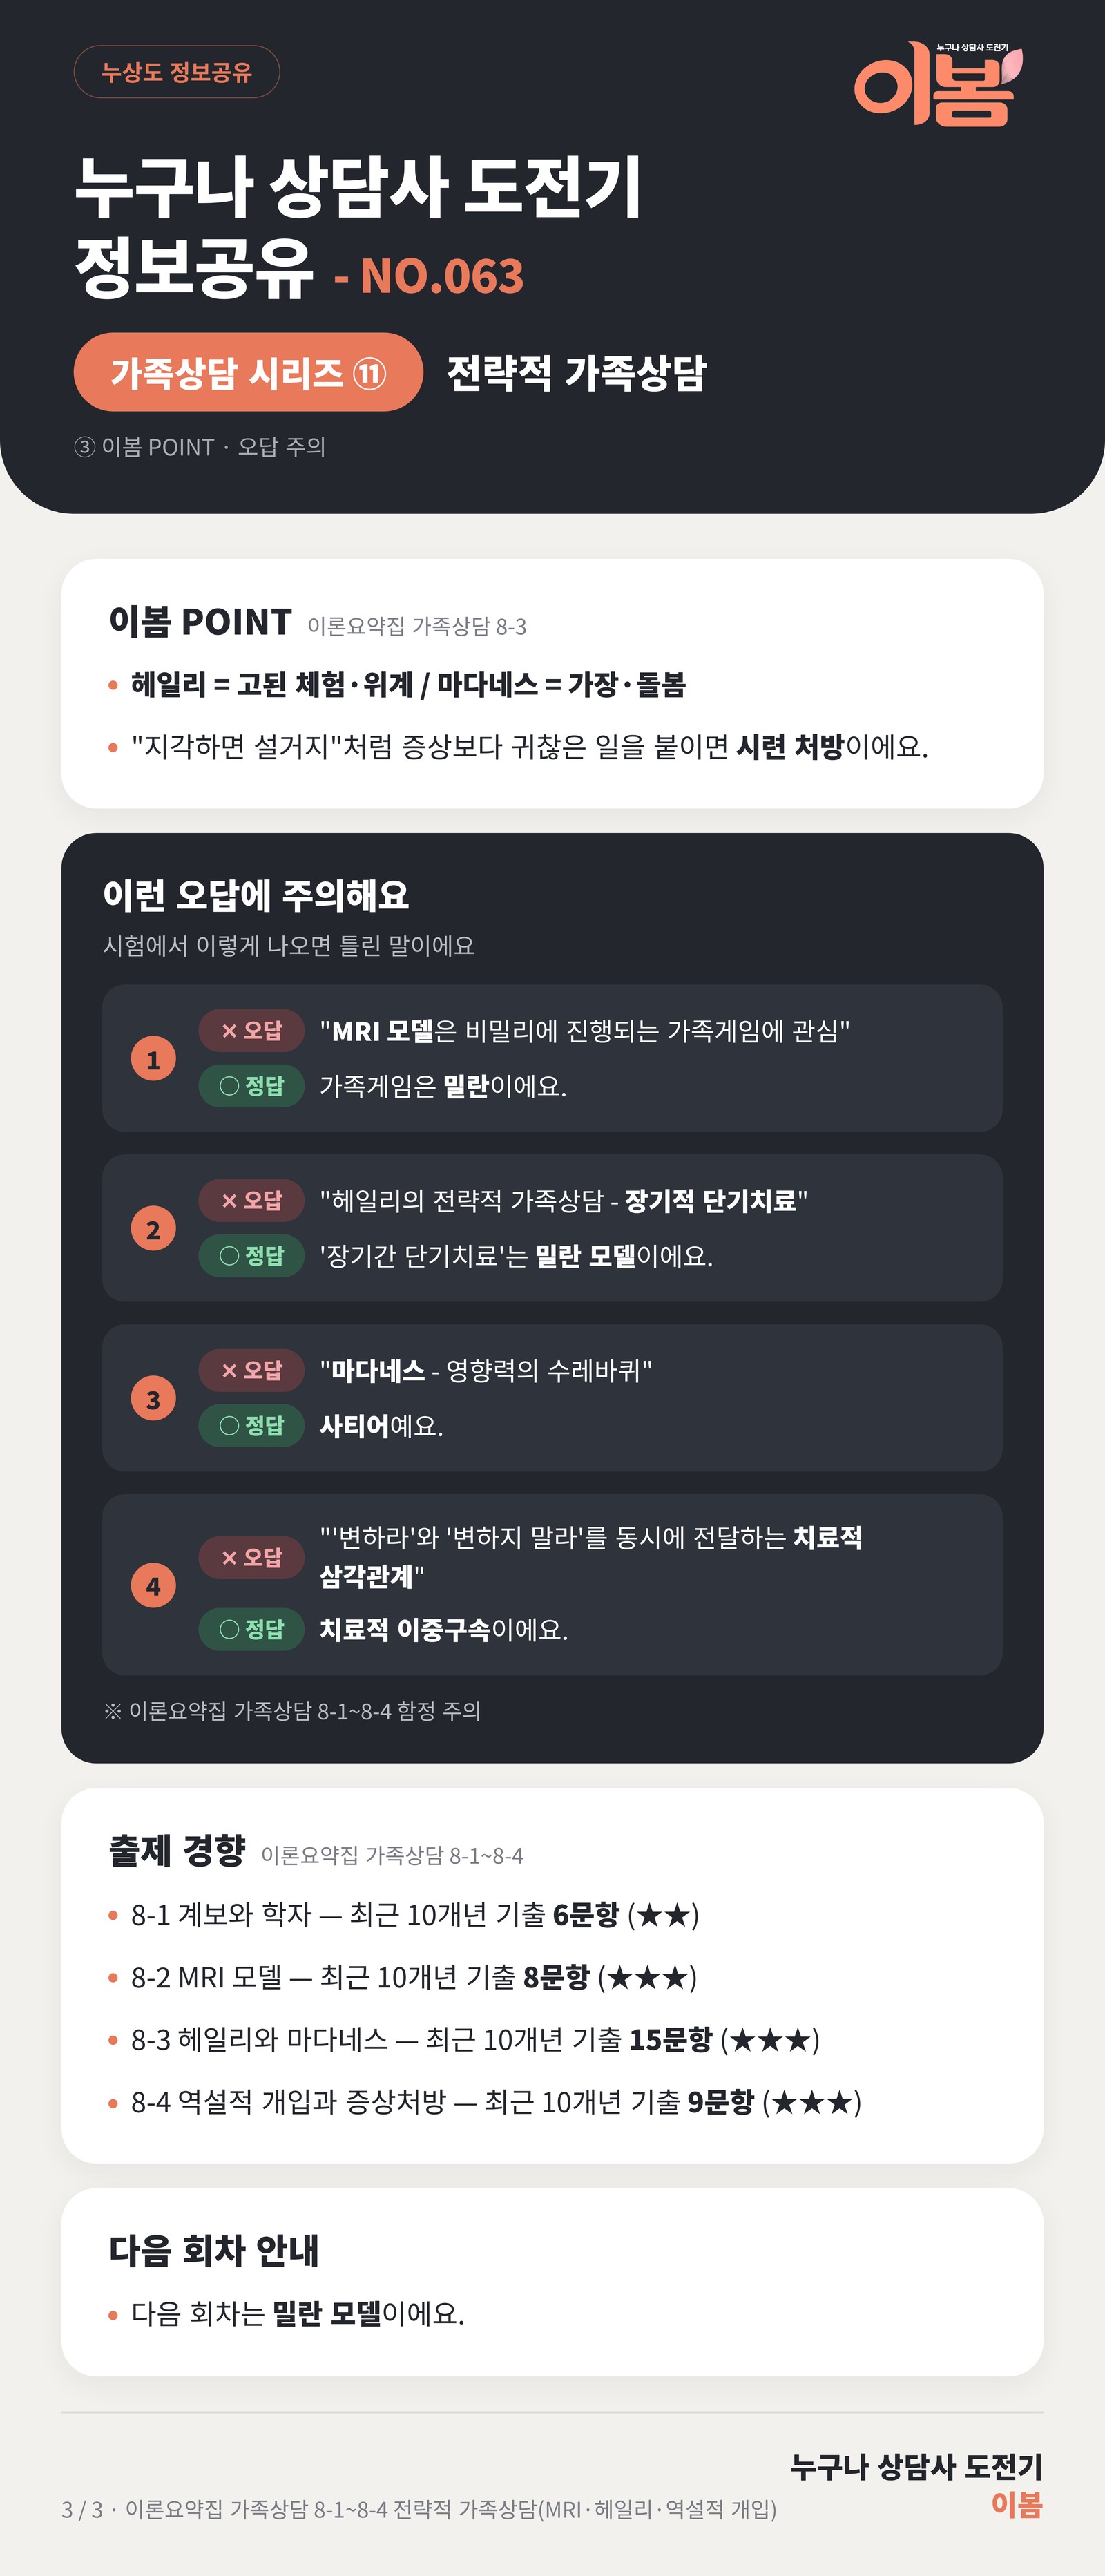 누상도 정보공유
누구나 상담사 도전기
이봄
누구나 상담사 도전기
정보공유 - NO.063
가족상담 시리즈 ⑪ 전략적 가족상담
③ 이봄 POINT · 오답 주의
이봄 POINT 이론요약집 가족상담 8-3
• 헤일리 = 고된 체험·위계 / 마다네스 = 가장·돌봄
• "지각하면 설거지"처럼 증상보다 귀찮은 일을 붙이면 시련 처방이에요.
이런 오답에 주의해요
시험에서 이렇게 나오면 틀린 말이에요
1
✕ 오답 "MRI 모델은 비밀리에 진행되는 가족게임에 관심"
○ 정답 가족게임은 밀란이에요.
2
✕ 오답 "헤일리의 전략적 가족상담 - 장기적 단기치료"
○ 정답 '장기간 단기치료'는 밀란 모델이에요.
3
✕ 오답 "마다네스 - 영향력의 수레바퀴"
○ 정답 사티어예요.
4
✕ 오답 "'변하라'와 '변하지 말라'를 동시에 전달하는 치료적
삼각관계"
○ 정답 치료적 이중구속이에요.
※ 이론요약집 가족상담 8-1~8-4 함정 주의
출제 경향 이론요약집 가족상담 8-1~8-4
• 8-1 계보와 학자 — 최근 10개년 기출 6문항 (★★)
• 8-2 MRI 모델 — 최근 10개년 기출 8문항 (★★★)
• 8-3 헤일리와 마다네스 — 최근 10개년 기출 15문항 (★★★)
• 8-4 역설적 개입과 증상처방 — 최근 10개년 기출 9문항 (★★★)
다음 회차 안내
• 다음 회차는 밀란 모델이에요.
누구나 상담사 도전기
3 / 3 · 이론요약집 가족상담 8-1~8-4 전략적 가족상담(MRI·헤일리·역설적 개입)
이봄